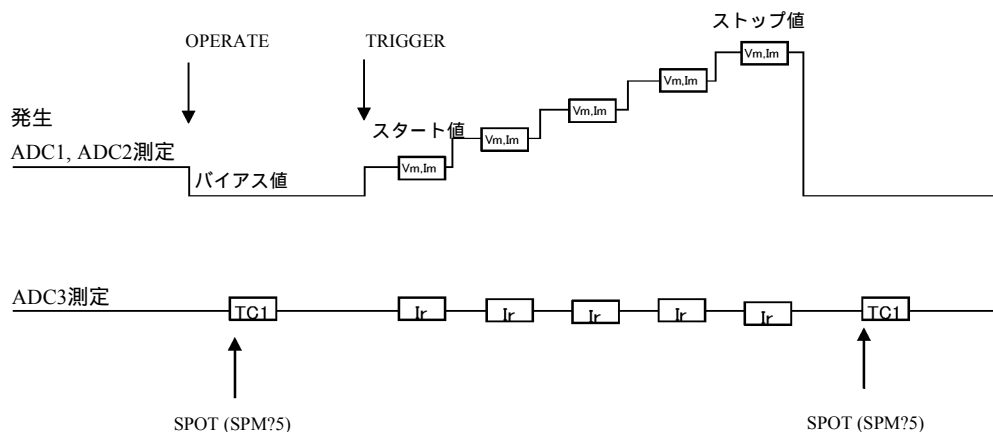 ストップ値
OPERATE
TRIGGER
Vm,Im
Vm,Im
発生
スタート値
Vm,Im
Vm,Im
ADC1, ADC2測定
Vm,Im
バイアス値
ADC3測定
TC1
Ir
Ir
Ir
Ir
Ir
TC1
SPOT (SPM?5)
SPOT (SPM?5)